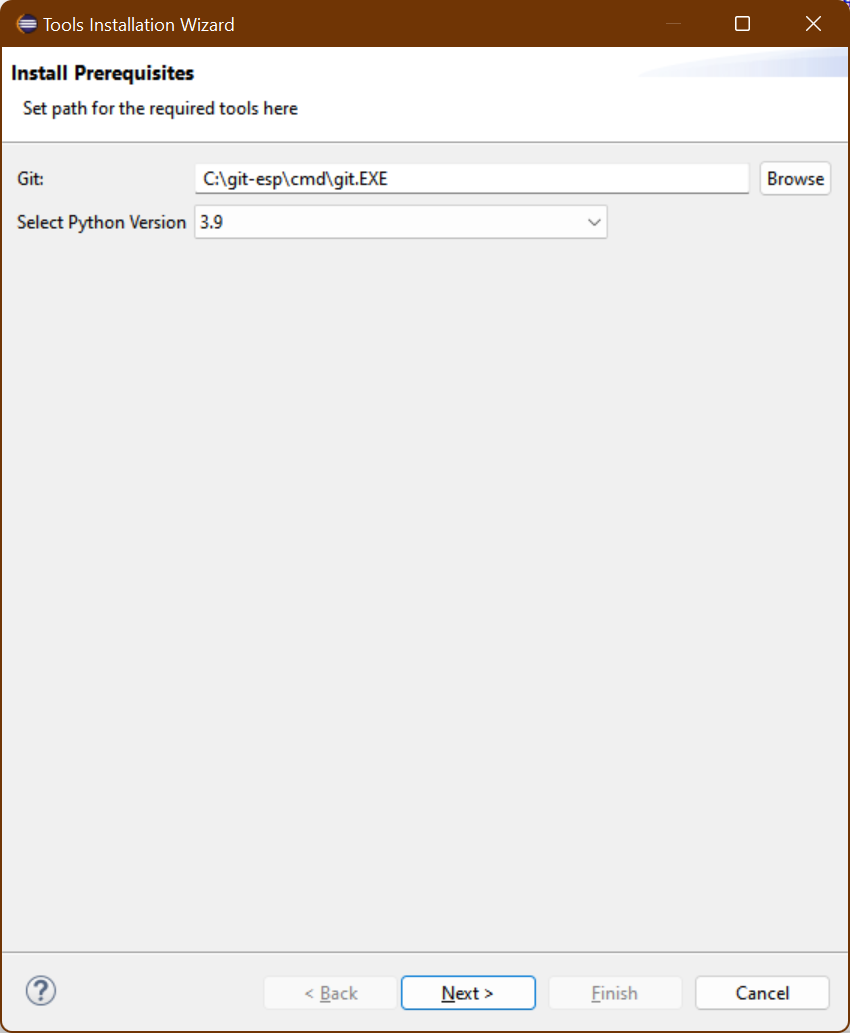 Tools Installation Wizard
Install Prerequisites
Set path for the required tools here
Git: C:\git-esp\cmd\git.EXE Browse
Select Python Version 3.9
? < Back Next > Finish Cancel